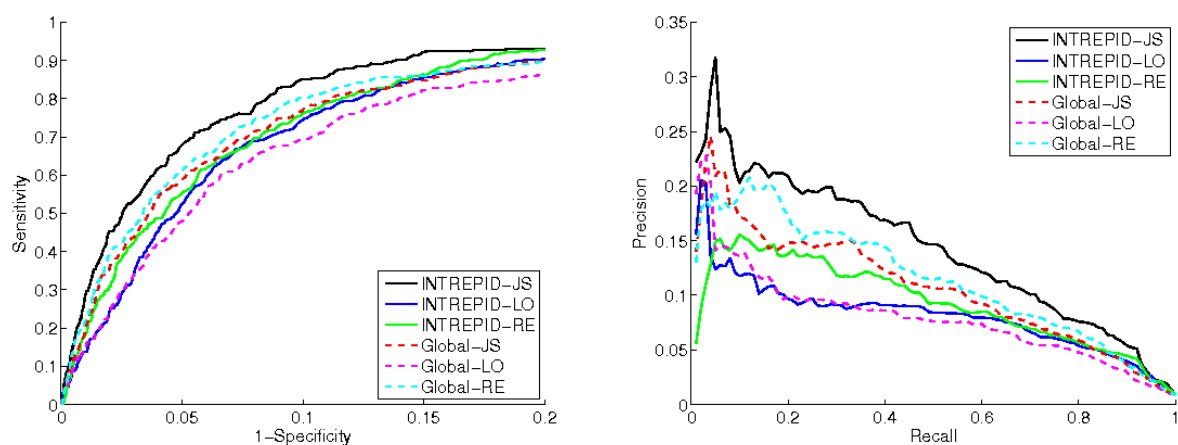 1
0.9
0.8
0.7
0.6
0.5
0.4
0.3
0.2
0.1
0
Sensitivity
0 0.05 0.1 0.15 0.2
1-Specificity
INTREPID-JS
INTREPID-LO
INTREPID-RE
Global-JS
Global-LO
Global-RE
0.35
0.3
0.25
0.2
0.15
0.1
0.05
0
Precision
0 0.2 0.4 0.6 0.8 1
Recall
INTREPID-JS
INTREPID-LO
INTREPID-RE
Global-JS
Global-LO
Global-RE